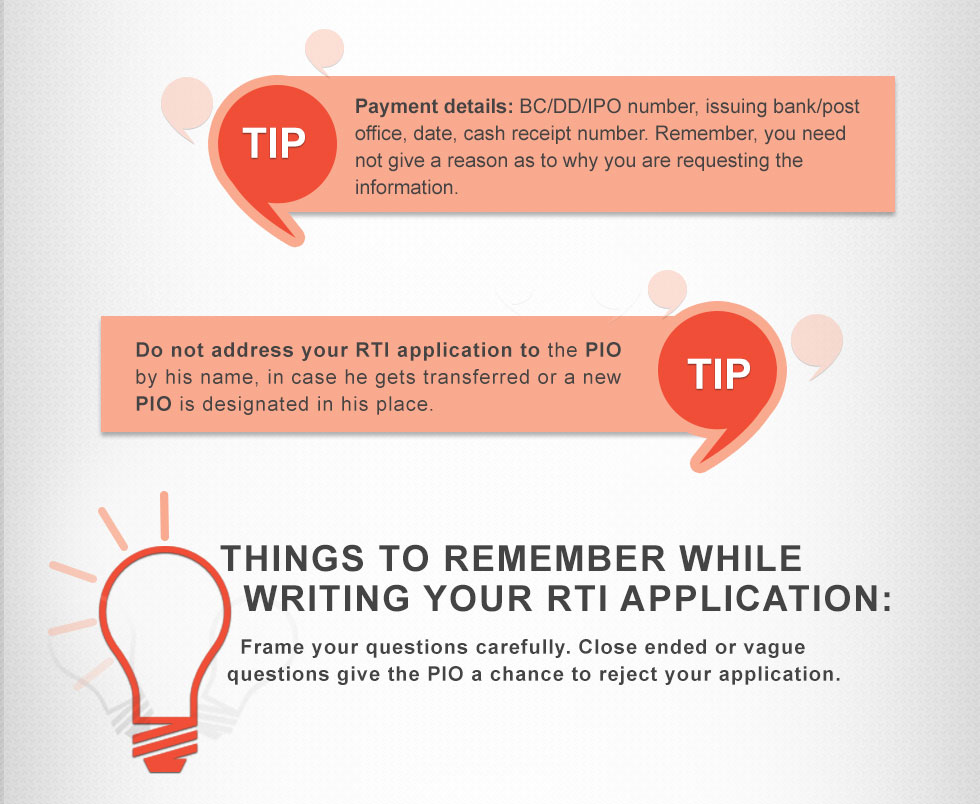 TIP
Payment details: BC/DD/IPO number, issuing bank/post
office, date, cash receipt number. Remember, you need
not give a reason as to why you are requesting the
information.
Do not address your RTI application to the PIO
by his name, in case he gets transferred or a new
PIO is designated in his place.
TIP
THINGS TO REMEMBER WHILE
WRITING YOUR RTI APPLICATION:
Frame your questions carefully. Close ended or vague
questions give the PIO a chance to reject your application.